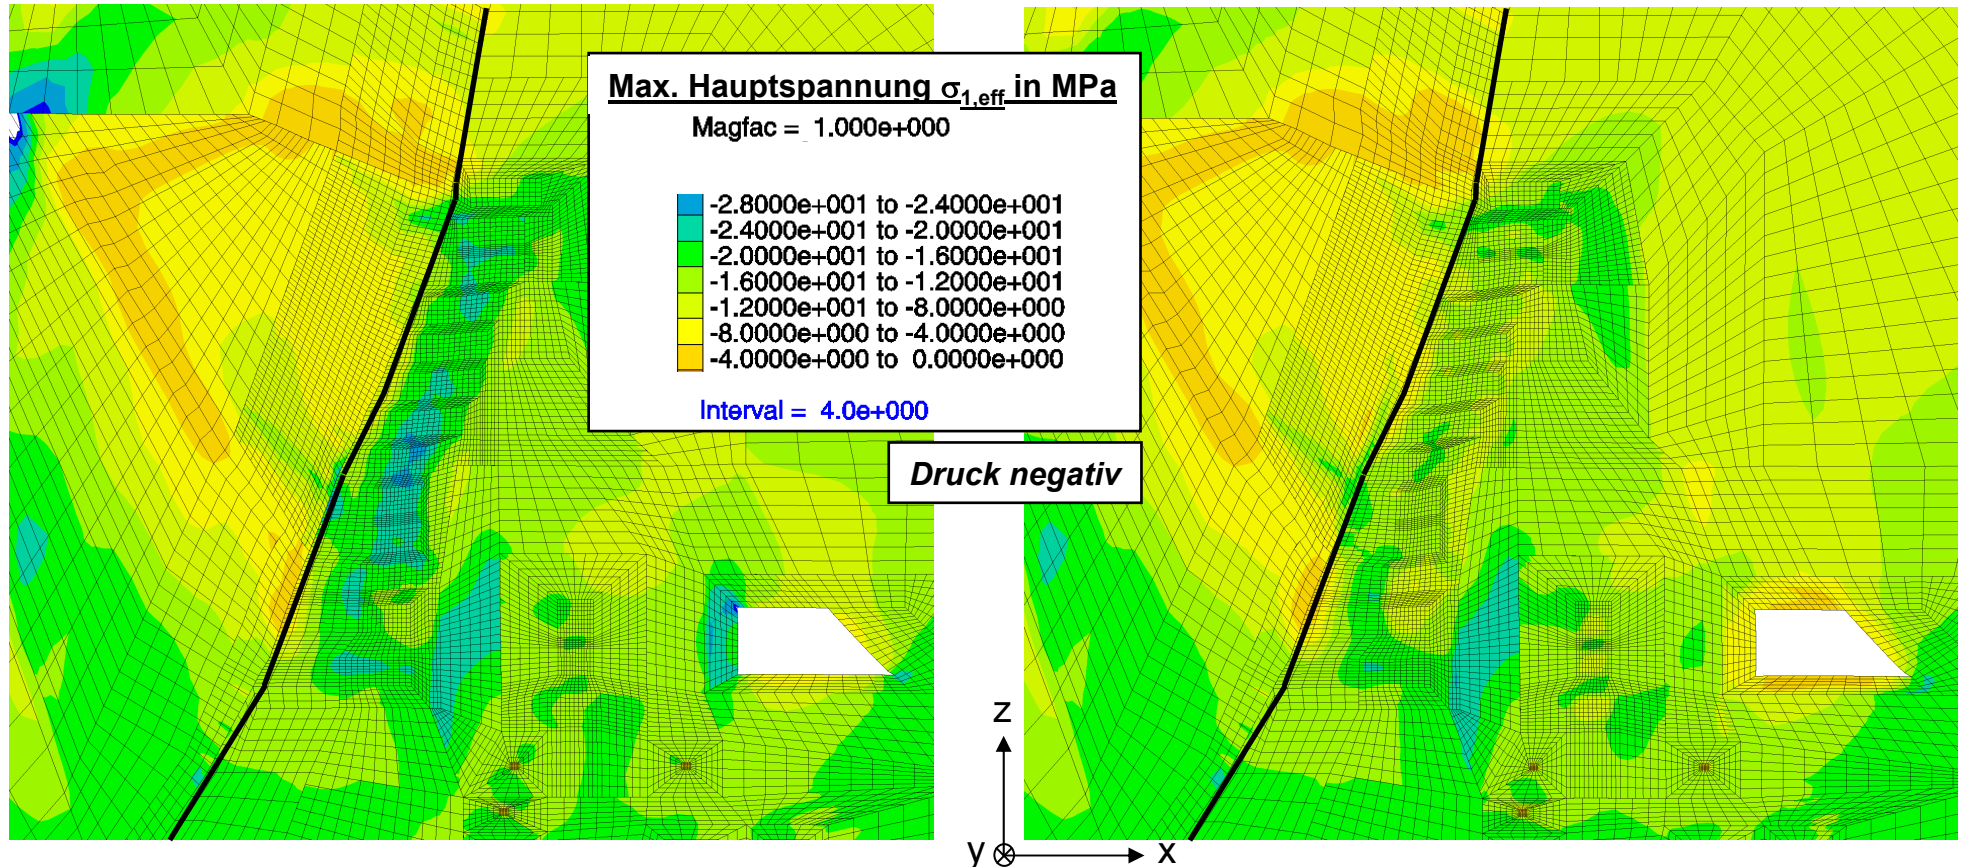 Max. Hauptspannung σ1,eff in MPa
Magfac = 1.000e+000
-2.8000e+001 to -2.4000e+001
-2.4000e+001 to -2.0000e+001
-2.0000e+001 to -1.6000e+001
-1.6000e+001 to -1.2000e+001
-1.2000e+001 to -8.0000e+000
-8.0000e+000 to -4.0000e+000
-4.0000e+000 to 0.0000e+000
Interval = 4.0e+000
Druck negativ
z
y
x